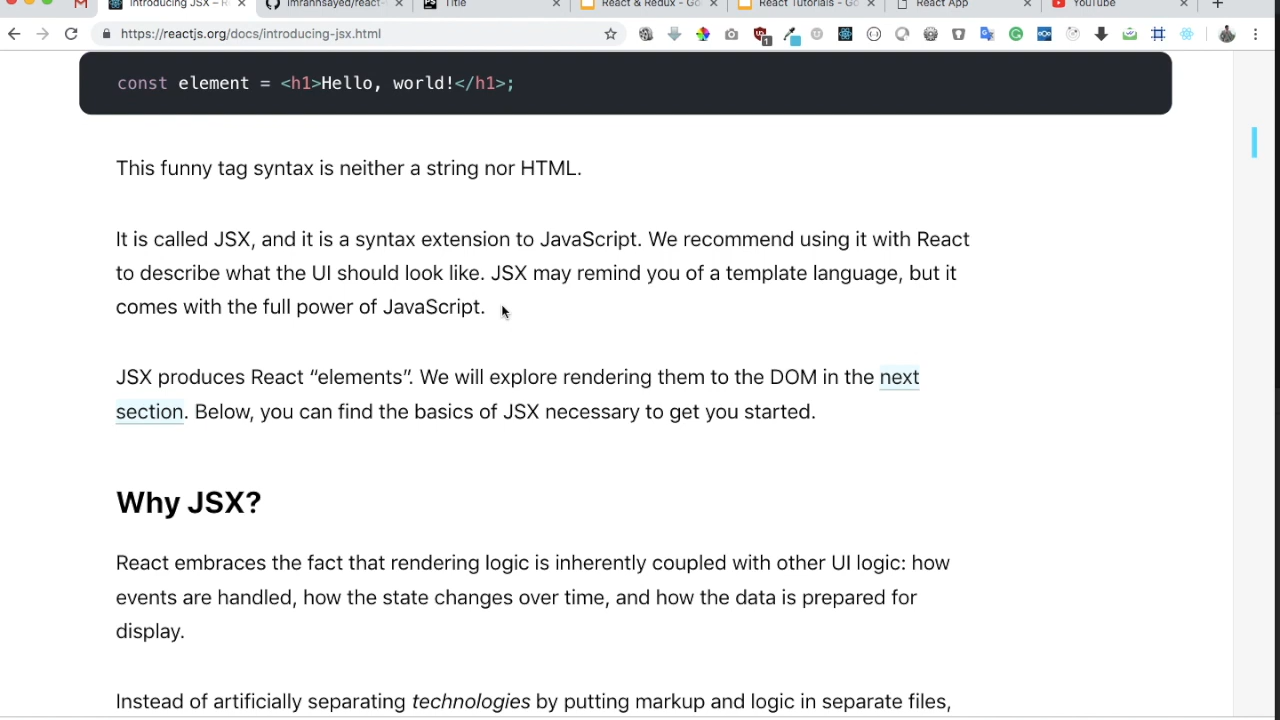 Introducing JSX – R
imranhsayed/react-
Title
React & Redux - Go
React Tutorials - Go
React App
YouTube
https://reactjs.org/docs/introducing-jsx.html
const element = <h1>Hello, world!</h1>;
This funny tag syntax is neither a string nor HTML.
It is called JSX, and it is a syntax extension to JavaScript. We recommend using it with React
to describe what the UI should look like. JSX may remind you of a template language, but it
comes with the full power of JavaScript.
JSX produces React “elements”. We will explore rendering them to the DOM in the next
section. Below, you can find the basics of JSX necessary to get you started.
Why JSX?
React embraces the fact that rendering logic is inherently coupled with other UI logic: how
events are handled, how the state changes over time, and how the data is prepared for
display.
Instead of artificially separating technologies by putting markup and logic in separate files,